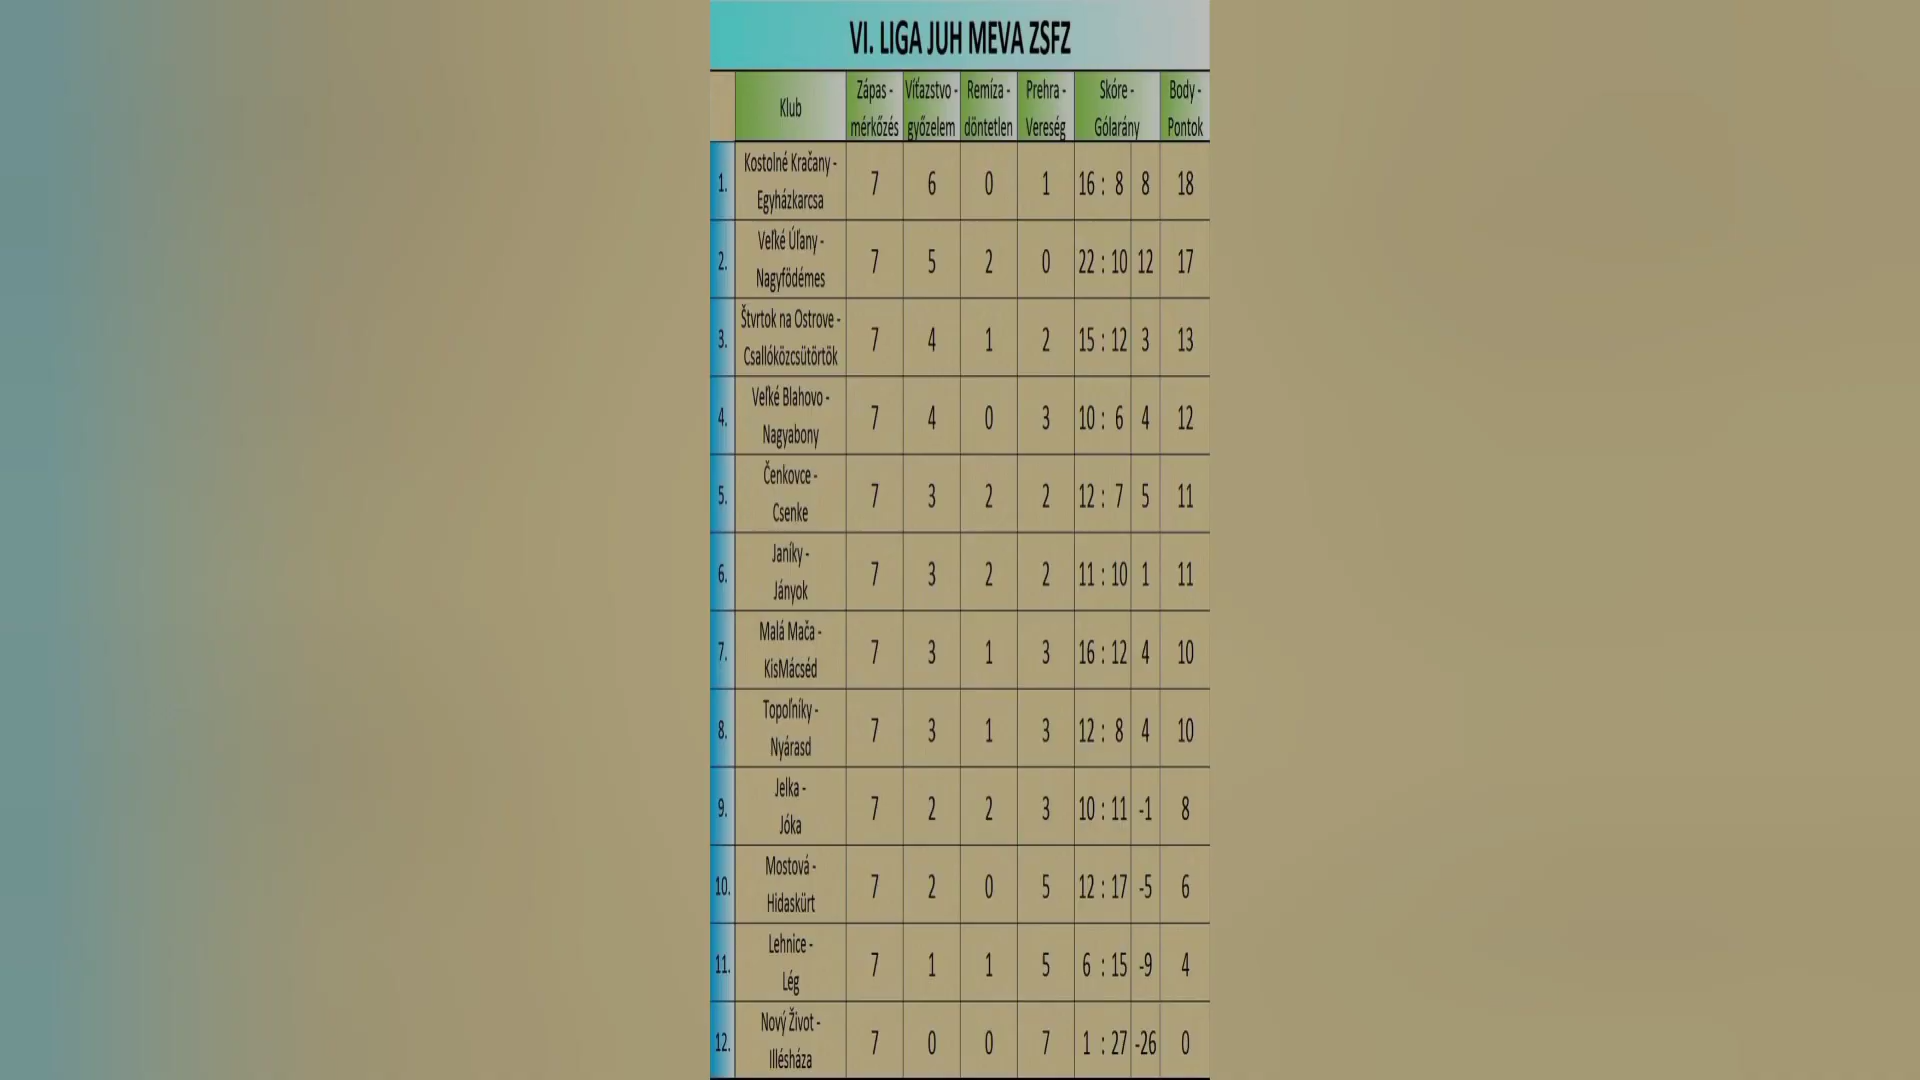 VI. LIGA JUH MEVA ZSFZ
Klub Zápas - mérkőzés Víťazstvo - győzelem Remíza - döntetlen Prehra - Vereség Skóre - Gólarány Body - Pontok
1. Kostolné Kračany - Egyházkarcsa 7 6 0 1 16 : 8 8 18
2. Veľké Úľany - Nagyfödémes 7 5 2 0 22 : 10 12 17
3. Štvrtok na Ostrove - Csallóközcsütörtök 7 4 1 2 15 : 12 3 13
4. Veľké Blahovo - Nagyabony 7 4 0 3 10 : 6 4 12
5. Čenkovce - Csenke 7 3 2 2 12 : 7 5 11
6. Janíky - Jányok 7 3 2 2 11 : 10 1 11
7. Malá Mača - KisMácséd 7 3 1 3 16 : 12 4 10
8. Topoľníky - Nyárasd 7 3 1 3 12 : 8 4 10
9. Jelka - Jóka 7 2 2 3 10 : 11 -1 8
10. Mostová - Hidaskürt 7 2 0 5 12 : 17 -5 6
11. Lehnice - Lég 7 1 1 5 6 : 15 -9 4
12. Nový Život - Illésháza 7 0 0 7 1 : 27 -26 0